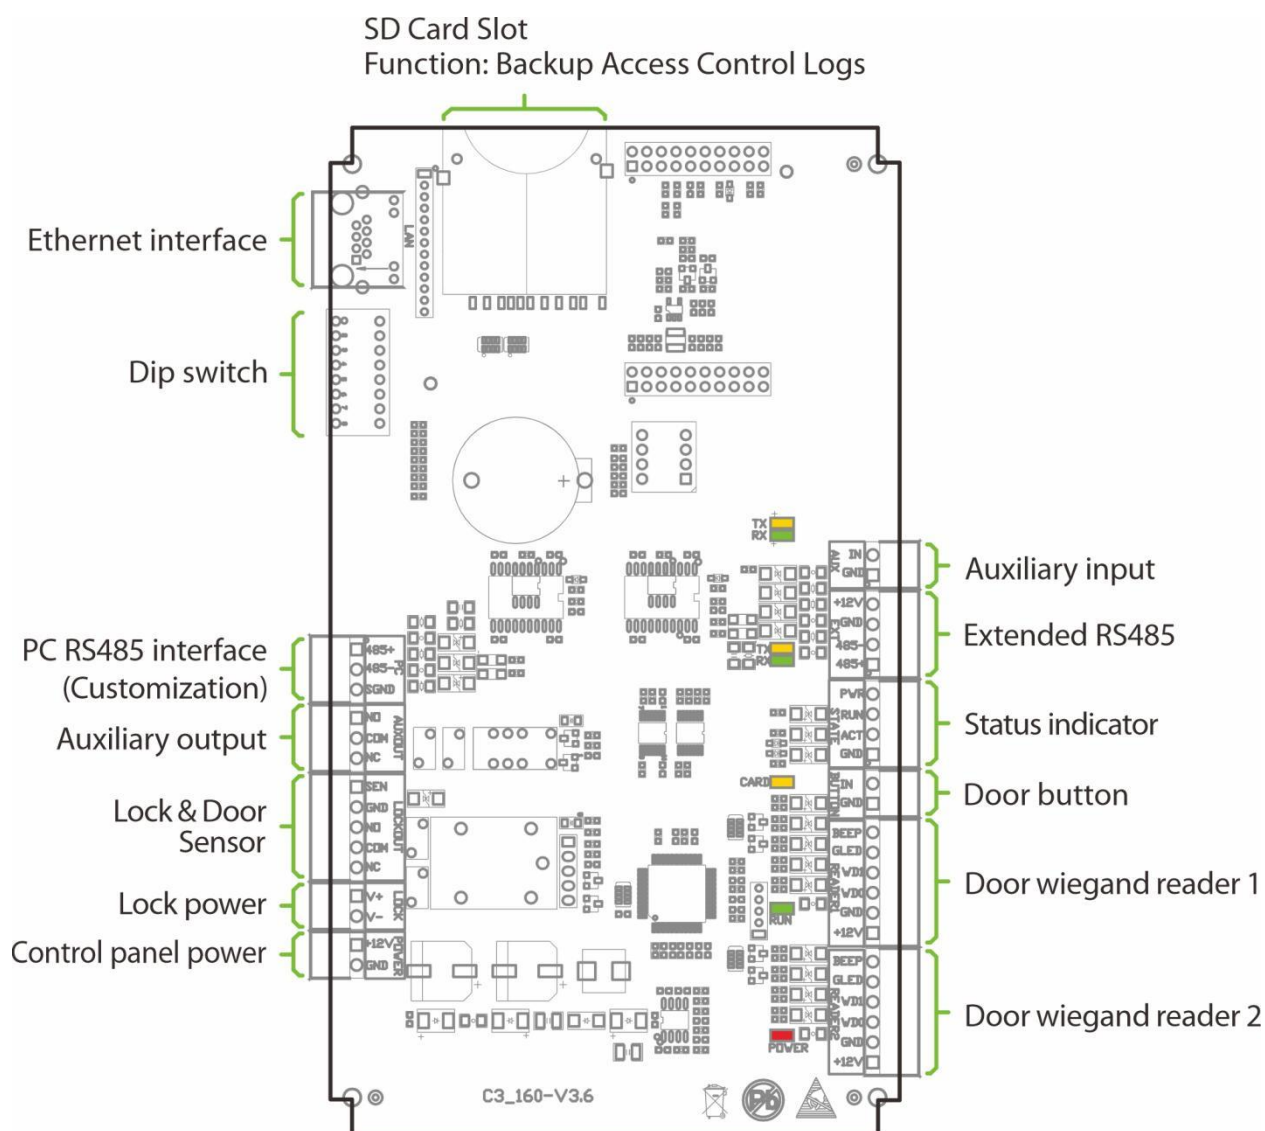 SD Card Slot
Function: Backup Access Control Logs
Ethernet interface
LAN
Dip switch
TX
RX
IN
GND
AUX
Auxiliary input
+12V
GND
485-
485+
EXT
Extended RS485
TX
RX
PC RS485 interface
(Customization)
485+
485-
SGND
PC
PWR
RUN
ACT
GND
STATE
Status indicator
Auxiliary output
NO
COM
NC
AUXOUT
CARD
IN
GND
BUTTON
Door button
Lock & Door
Sensor
SEN
GND
NO
COM
NC
LOCKOUT
BEEP
GLED
WD1
WD0
GND
+12V
READER1
Door wiegand reader 1
RUN
Lock power
V+
V-
LOCK
Control panel power
+12V
GND
POWER
BEEP
GLED
WD1
WD0
GND
+12V
READER2
Door wiegand reader 2
POWER
C3_160-V3.6
Pb